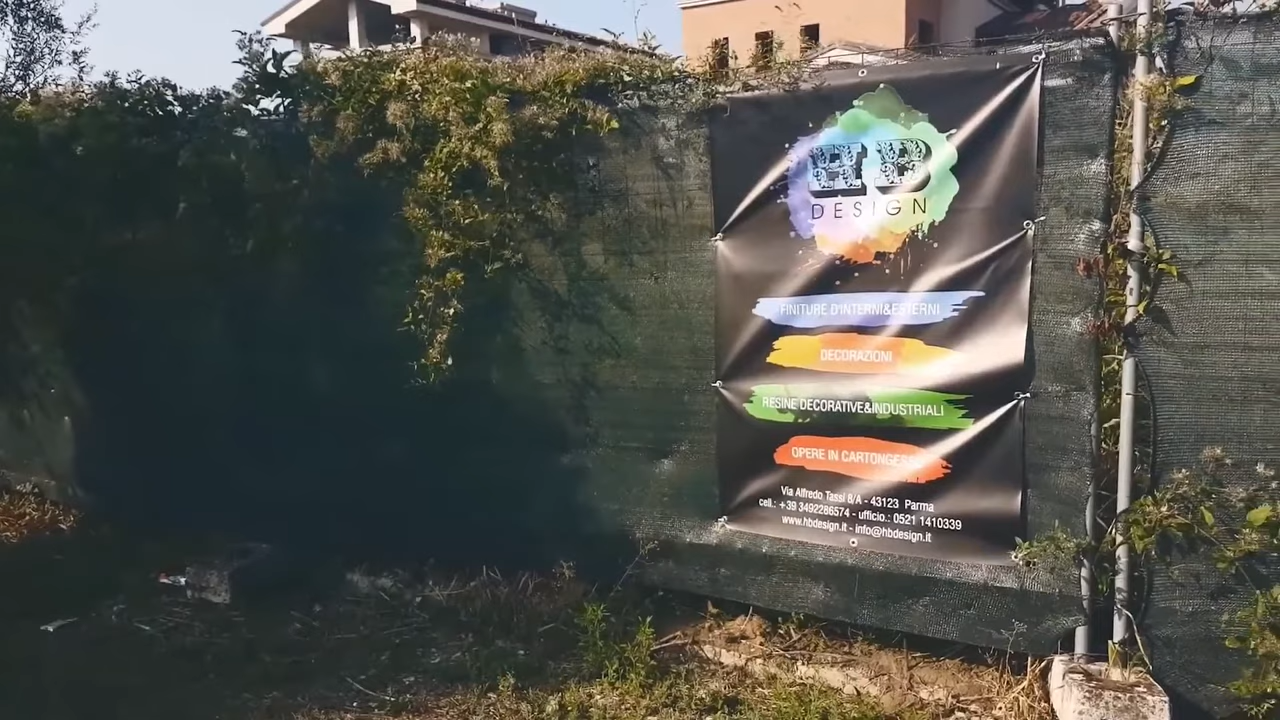 HB
DESIGN
FINITURE D'INTERNI&ESTERNI
DECORAZIONI
RESINE DECORATIVE&INDUSTRIALI
OPERE IN CARTONGESSO
Via Alfredo Tassi 8/A - 43123 Parma
cell.: +39 3492286574 - ufficio.: 0521 1410339
www.hbdesign.it - info@hbdesign.it